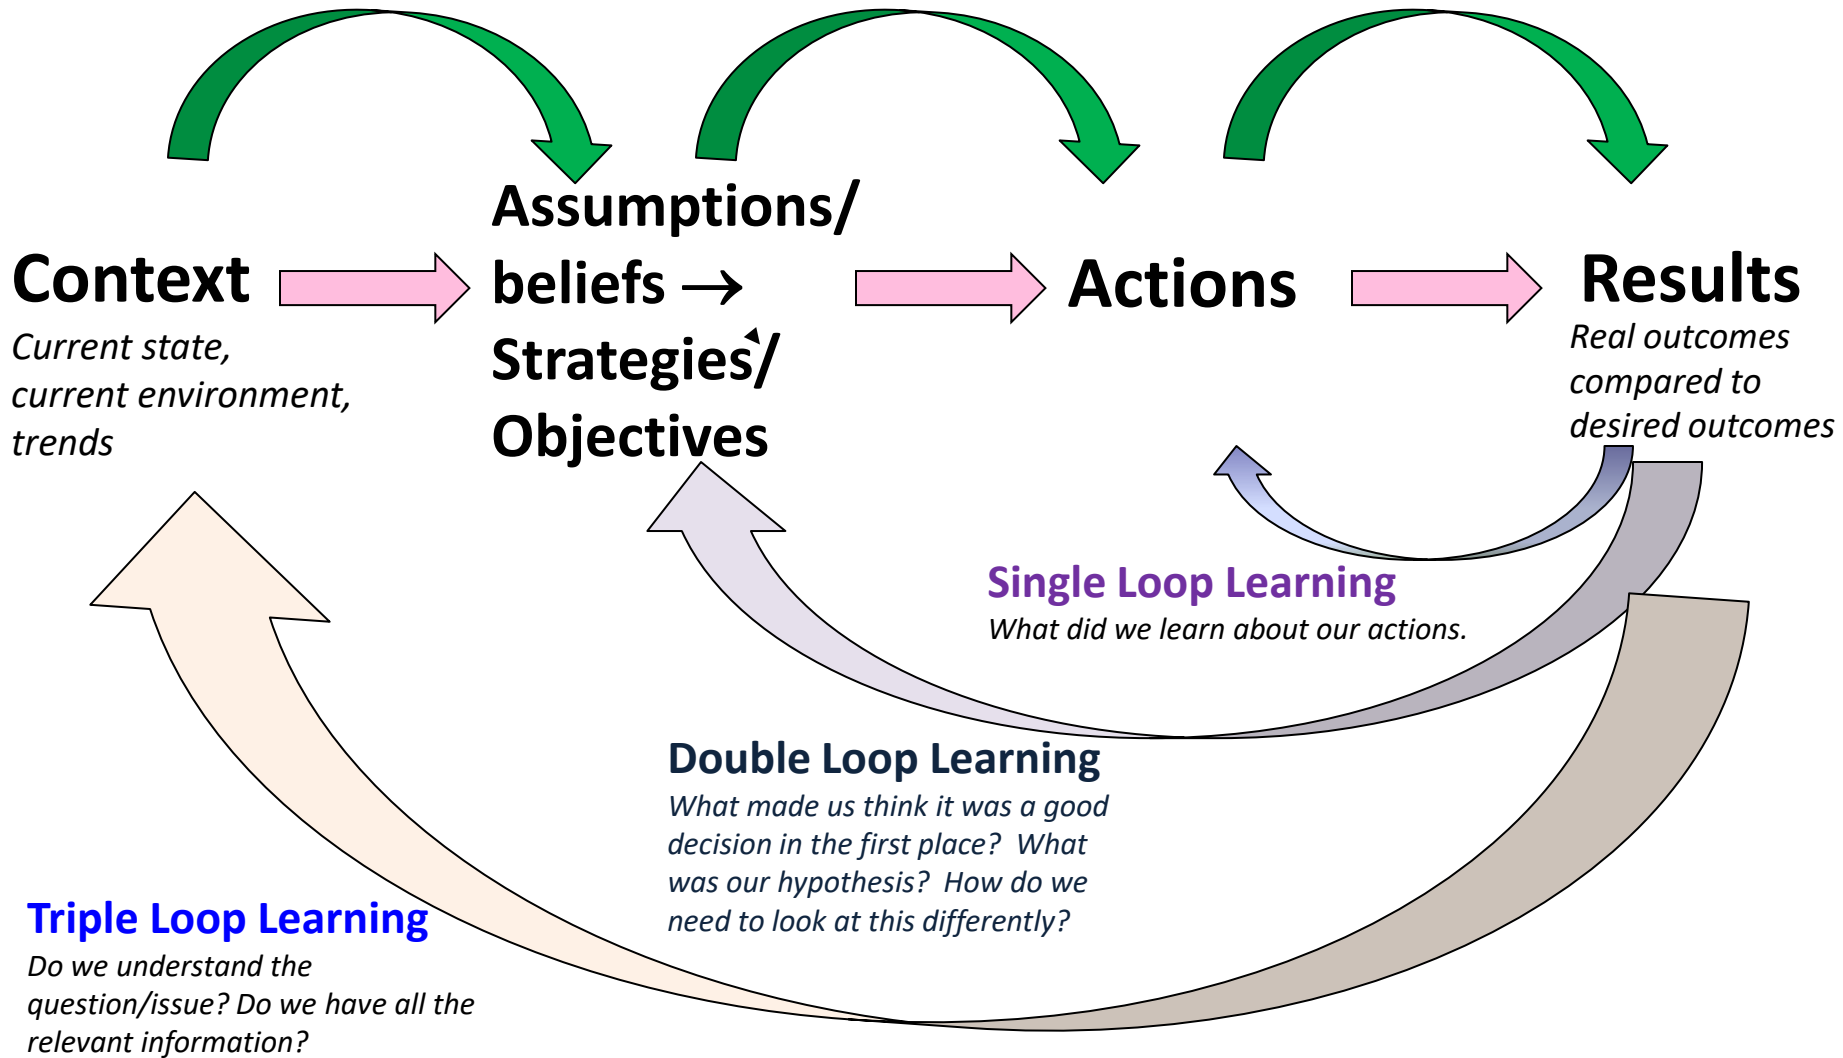 Context
Current state,
current environment,
trends
Assumptions/
beliefs →
Strategies/
Objectives
Actions
Results
Real outcomes
compared to
desired outcomes
Single Loop Learning
What did we learn about our actions.
Double Loop Learning
What made us think it was a good
decision in the first place?  What
was our hypothesis?  How do we
need to look at this differently?
Triple Loop Learning
Do we understand the
question/issue? Do we have all the
relevant information?